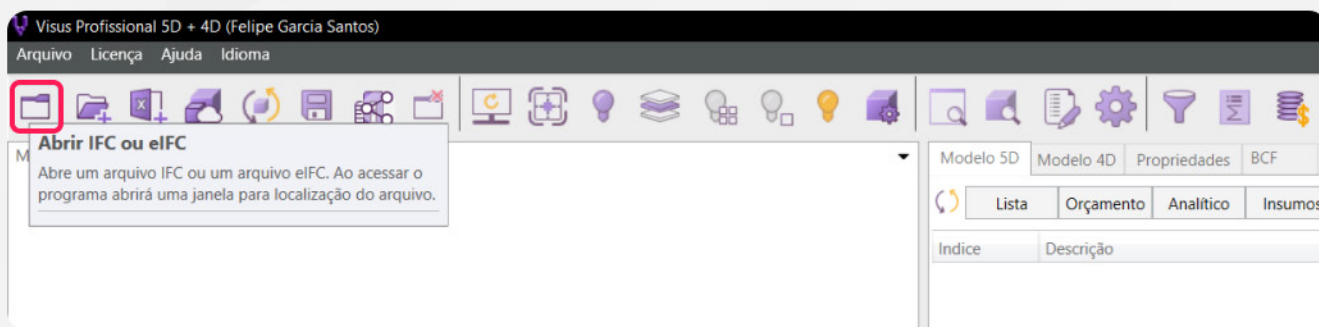 Visus Profissional 5D + 4D (Felipe Garcia Santos)
Arquivo Licença Ajuda Idioma
Abrir IFC ou eIFC
Abre um arquivo IFC ou um arquivo eIFC. Ao acessar o
programa abrirá uma janela para localização do arquivo.
Modelo 5D Modelo 4D Propriedades BCF
Lista Orçamento Analítico Insumos
Indice Descrição